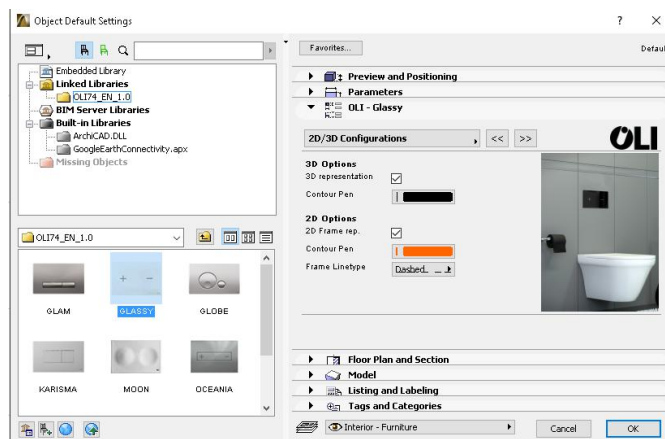 Object Default Settings
? X
Favorites...
Defaul
Embedded Library
Linked Libraries
OLI74_EN_1.0
BIM Server Libraries
Built-in Libraries
ArchiCAD.DLL
GoogleEarthConnectivity.apx
Missing Objects
OLI74_EN_1.0
GLAM
GLASSY
GLOBE
KARISMA
MOON
OCEANIA
Preview and Positioning
Parameters
OLI - Glassy
2D/3D Configurations
<< >>
OLI
3D Options
3D representation
Contour Pen
2D Options
2D Frame rep.
Contour Pen
Frame Linetype
Dashed
Floor Plan and Section
Model
Listing and Labeling
Tags and Categories
Interior - Furniture
Cancel
OK